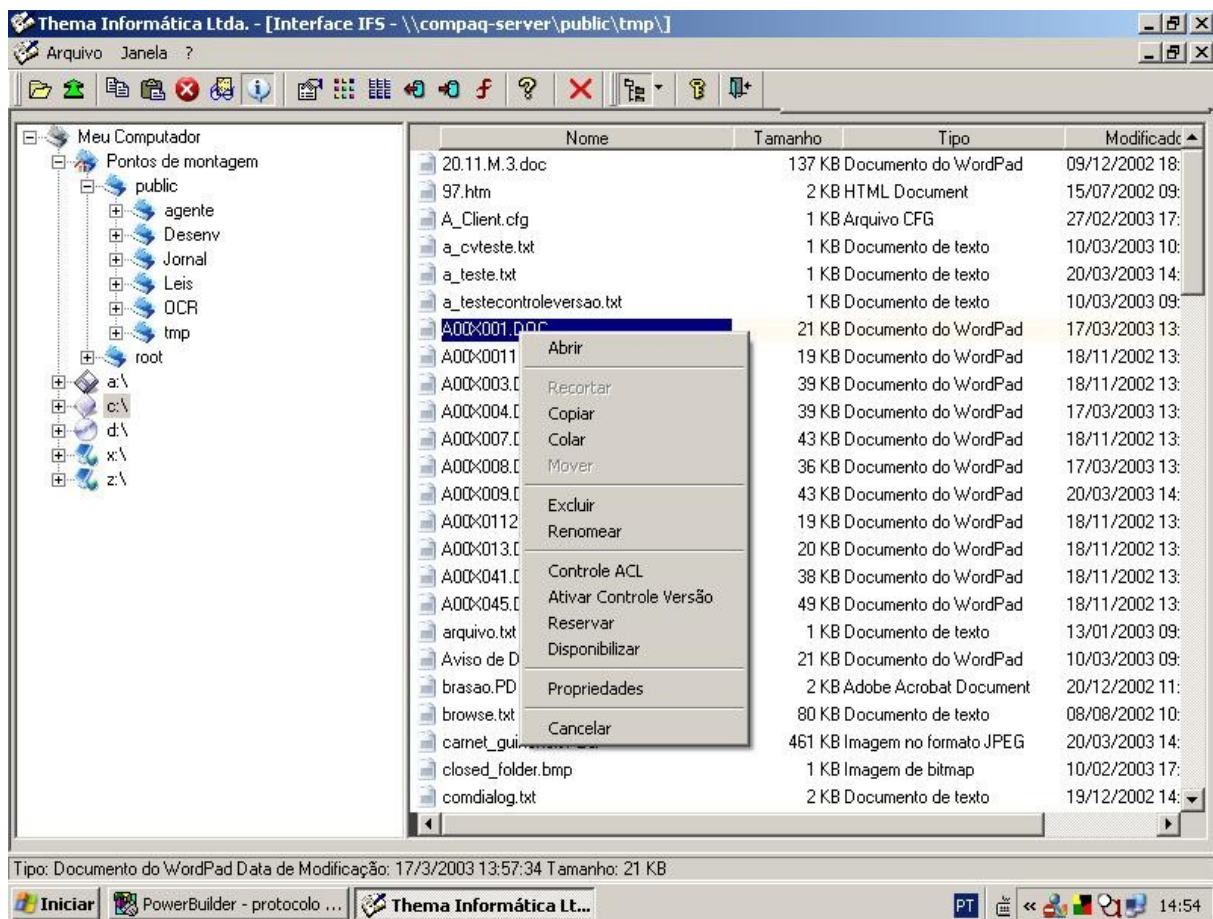 Thema Informática Ltda. - [Interface IFS - \\compaq-server\public\tmp\]
Arquivo Janela ?
Meu Computador
Pontos de montagem
public
agente
Desenv
Jornal
Leis
OCR
tmp
root
a:\
c:\
d:\
x:\
z:\
Nome Tamanho Tipo Modificadc
20.11.M.3.doc 137 KB Documento do WordPad 09/12/2002 18:
97.htm 2 KB HTML Document 15/07/2002 09:
A_Client.cfg 1 KB Arquivo CFG 27/02/2003 17:
a_cvteste.txt 1 KB Documento de texto 10/03/2003 10:
a_teste.txt 1 KB Documento de texto 20/03/2003 14:
a_testecontroleversao.txt 1 KB Documento de texto 10/03/2003 09:
A00X001.DOC 21 KB Documento do WordPad 17/03/2003 13:
A00X0011 19 KB Documento do WordPad 18/11/2002 13:
A00X003.D 39 KB Documento do WordPad 18/11/2002 13:
A00X004.D 39 KB Documento do WordPad 17/03/2003 13:
A00X007.D 43 KB Documento do WordPad 18/11/2002 13:
A00X008.D 36 KB Documento do WordPad 17/03/2003 13:
A00X009.D 43 KB Documento do WordPad 20/03/2003 14:
A00X0112 19 KB Documento do WordPad 18/11/2002 13:
A00X013.D 20 KB Documento do WordPad 18/11/2002 13:
A00X041.D 38 KB Documento do WordPad 18/11/2002 13:
A00X045.D 49 KB Documento do WordPad 18/11/2002 13:
arquivo.txt 1 KB Documento de texto 13/01/2003 09:
Aviso de D 21 KB Documento do WordPad 10/03/2003 09:
brasao.PD 2 KB Adobe Acrobat Document 20/12/2002 11:
browse.txt 80 KB Documento de texto 08/08/2002 10:
461 KB Imagem no formato JPEG 20/03/2003 14:
closed_folder.bmp 1 KB Imagem de bitmap 10/02/2003 17:
comdialog.txt 2 KB Documento de texto 19/12/2002 14:
Abrir
Recortar
Copiar
Colar
Mover
Excluir
Renomear
Controle ACL
Ativar Controle Versão
Reservar
Disponibilizar
Propriedades
Cancelar
Tipo: Documento do WordPad Data de Modificação: 17/3/2003 13:57:34 Tamanho: 21 KB
Iniciar PowerBuilder - protocolo ... Thema Informática Lt... PT « 14:54